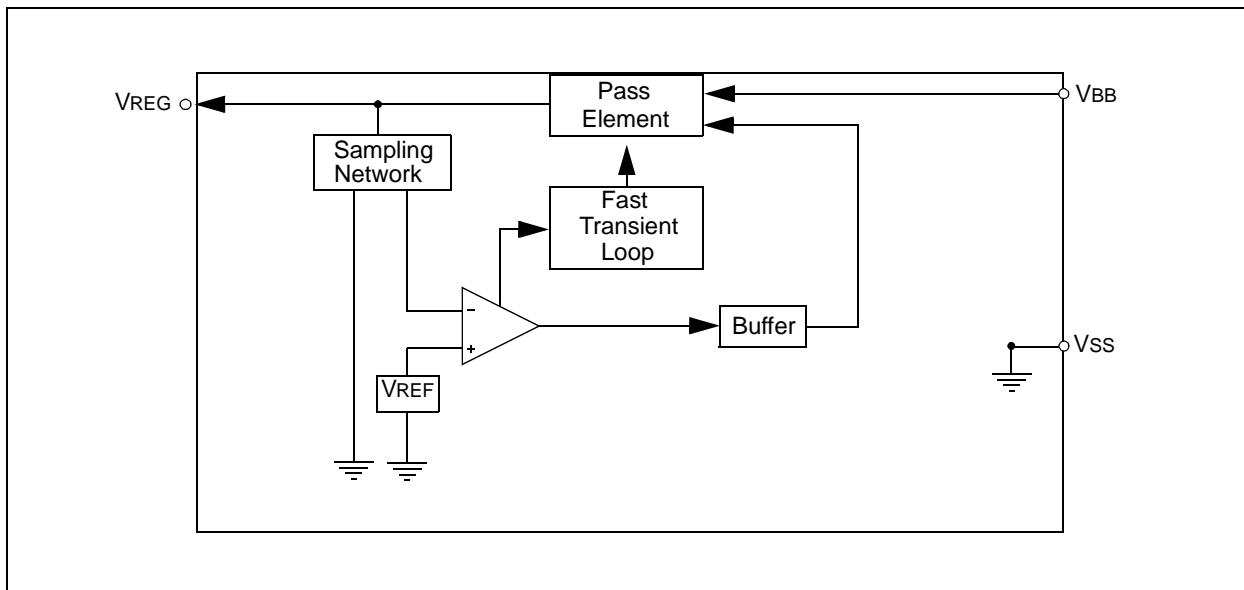 VREG
Pass
Element
VBB
Sampling
Network
Fast
Transient
Loop
−
+
Buffer
VSS
VREF